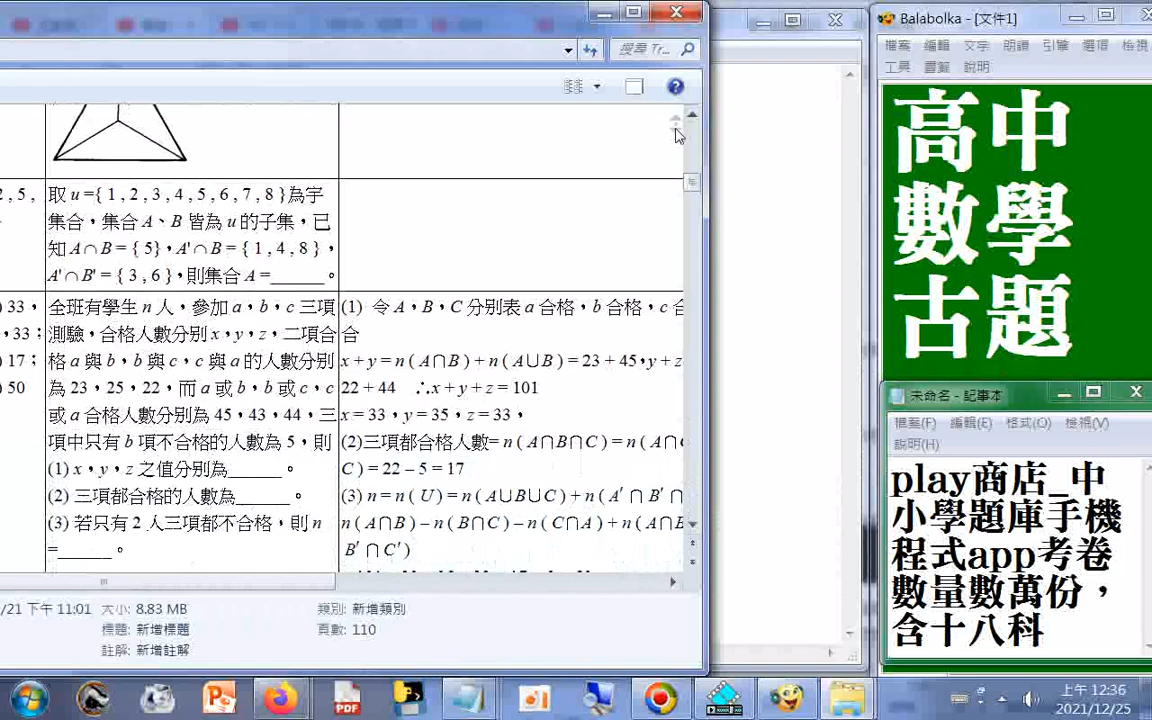 搜尋 Tr...
2 , 5 ,
取 u ={ 1 , 2 , 3 , 4 , 5 , 6 , 7 , 8 }為宇
集合，集合 A、B 皆為 u 的子集，已
知 A∩B = { 5}，A'∩B = { 1 , 4 , 8 }，
A'∩B' = { 3 , 6 }，則集合 A =______。
) 33，
, 33；
) 17；
) 50
全班有學生 n 人，參加 a，b，c 三項
測驗，合格人數分別 x，y，z，二項合
格 a 與 b，b 與 c，c 與 a 的人數分別
為 23，25，22，而 a 或 b，b 或 c，c
或 a 合格人數分別為 45，43，44，三
項中只有 b 項不合格的人數為 5，則
(1) x，y，z 之值分別為______。
(2) 三項都合格的人數為______。
(3) 若只有 2 人三項都不合格，則 n
=______。
(1) 令 A，B，C 分別表 a 合格，b 合格，c 合
合
x + y = n ( A∩B ) + n ( A∪B ) = 23 + 45，y + z
22 + 44 ∴x + y + z = 101
x = 33，y = 35，z = 33，
(2)三項都合格人數= n ( A∩B∩C ) = n ( A∩C
C ) = 22 – 5 = 17
(3) n = n ( U ) = n ( A∪B∪C ) + n ( A′ ∩ B′ ∩
n ( A∩B ) – n ( B∩C ) – n ( C∩A ) + n ( A∩B
B′ ∩ C′ )
/21 下午 11:01
大小: 8.83 MB
標題: 新增標題
註解: 新增註解
類別: 新增類別
頁數: 110
Balabolka - [文件1]
檔案 編輯 文字 朗讀 引擎 選項 檢視
工具 書籤 說明
高中
數學
古題
未命名 - 記事本
檔案(F) 編輯(E) 格式(O) 檢視(V)
說明(H)
play商店_中
小學題庫手機
程式app考卷
數量數萬份，
含十八科
PDF
上午 12:36
2021/12/25